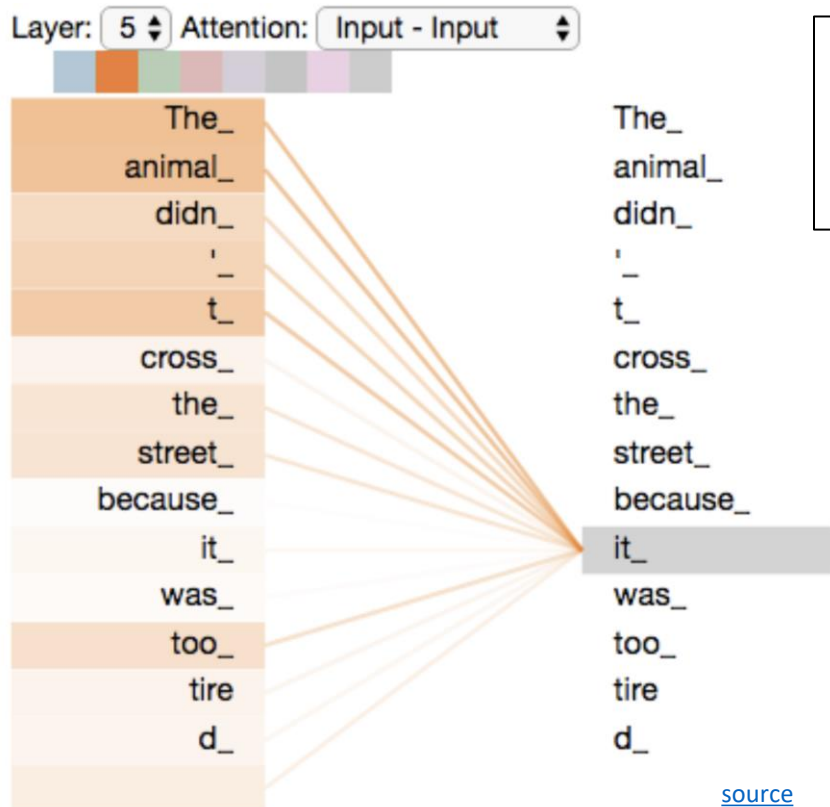 Layer: 5 Attention: Input - Input
The_ The_
animal_ animal_
didn_ didn_
'_ '_
t_ t_
cross_ cross_
the_ the_
street_ street_
because_ because_
it_ it_
was_ was_
too_ too_
tire tire
d_ d_
source